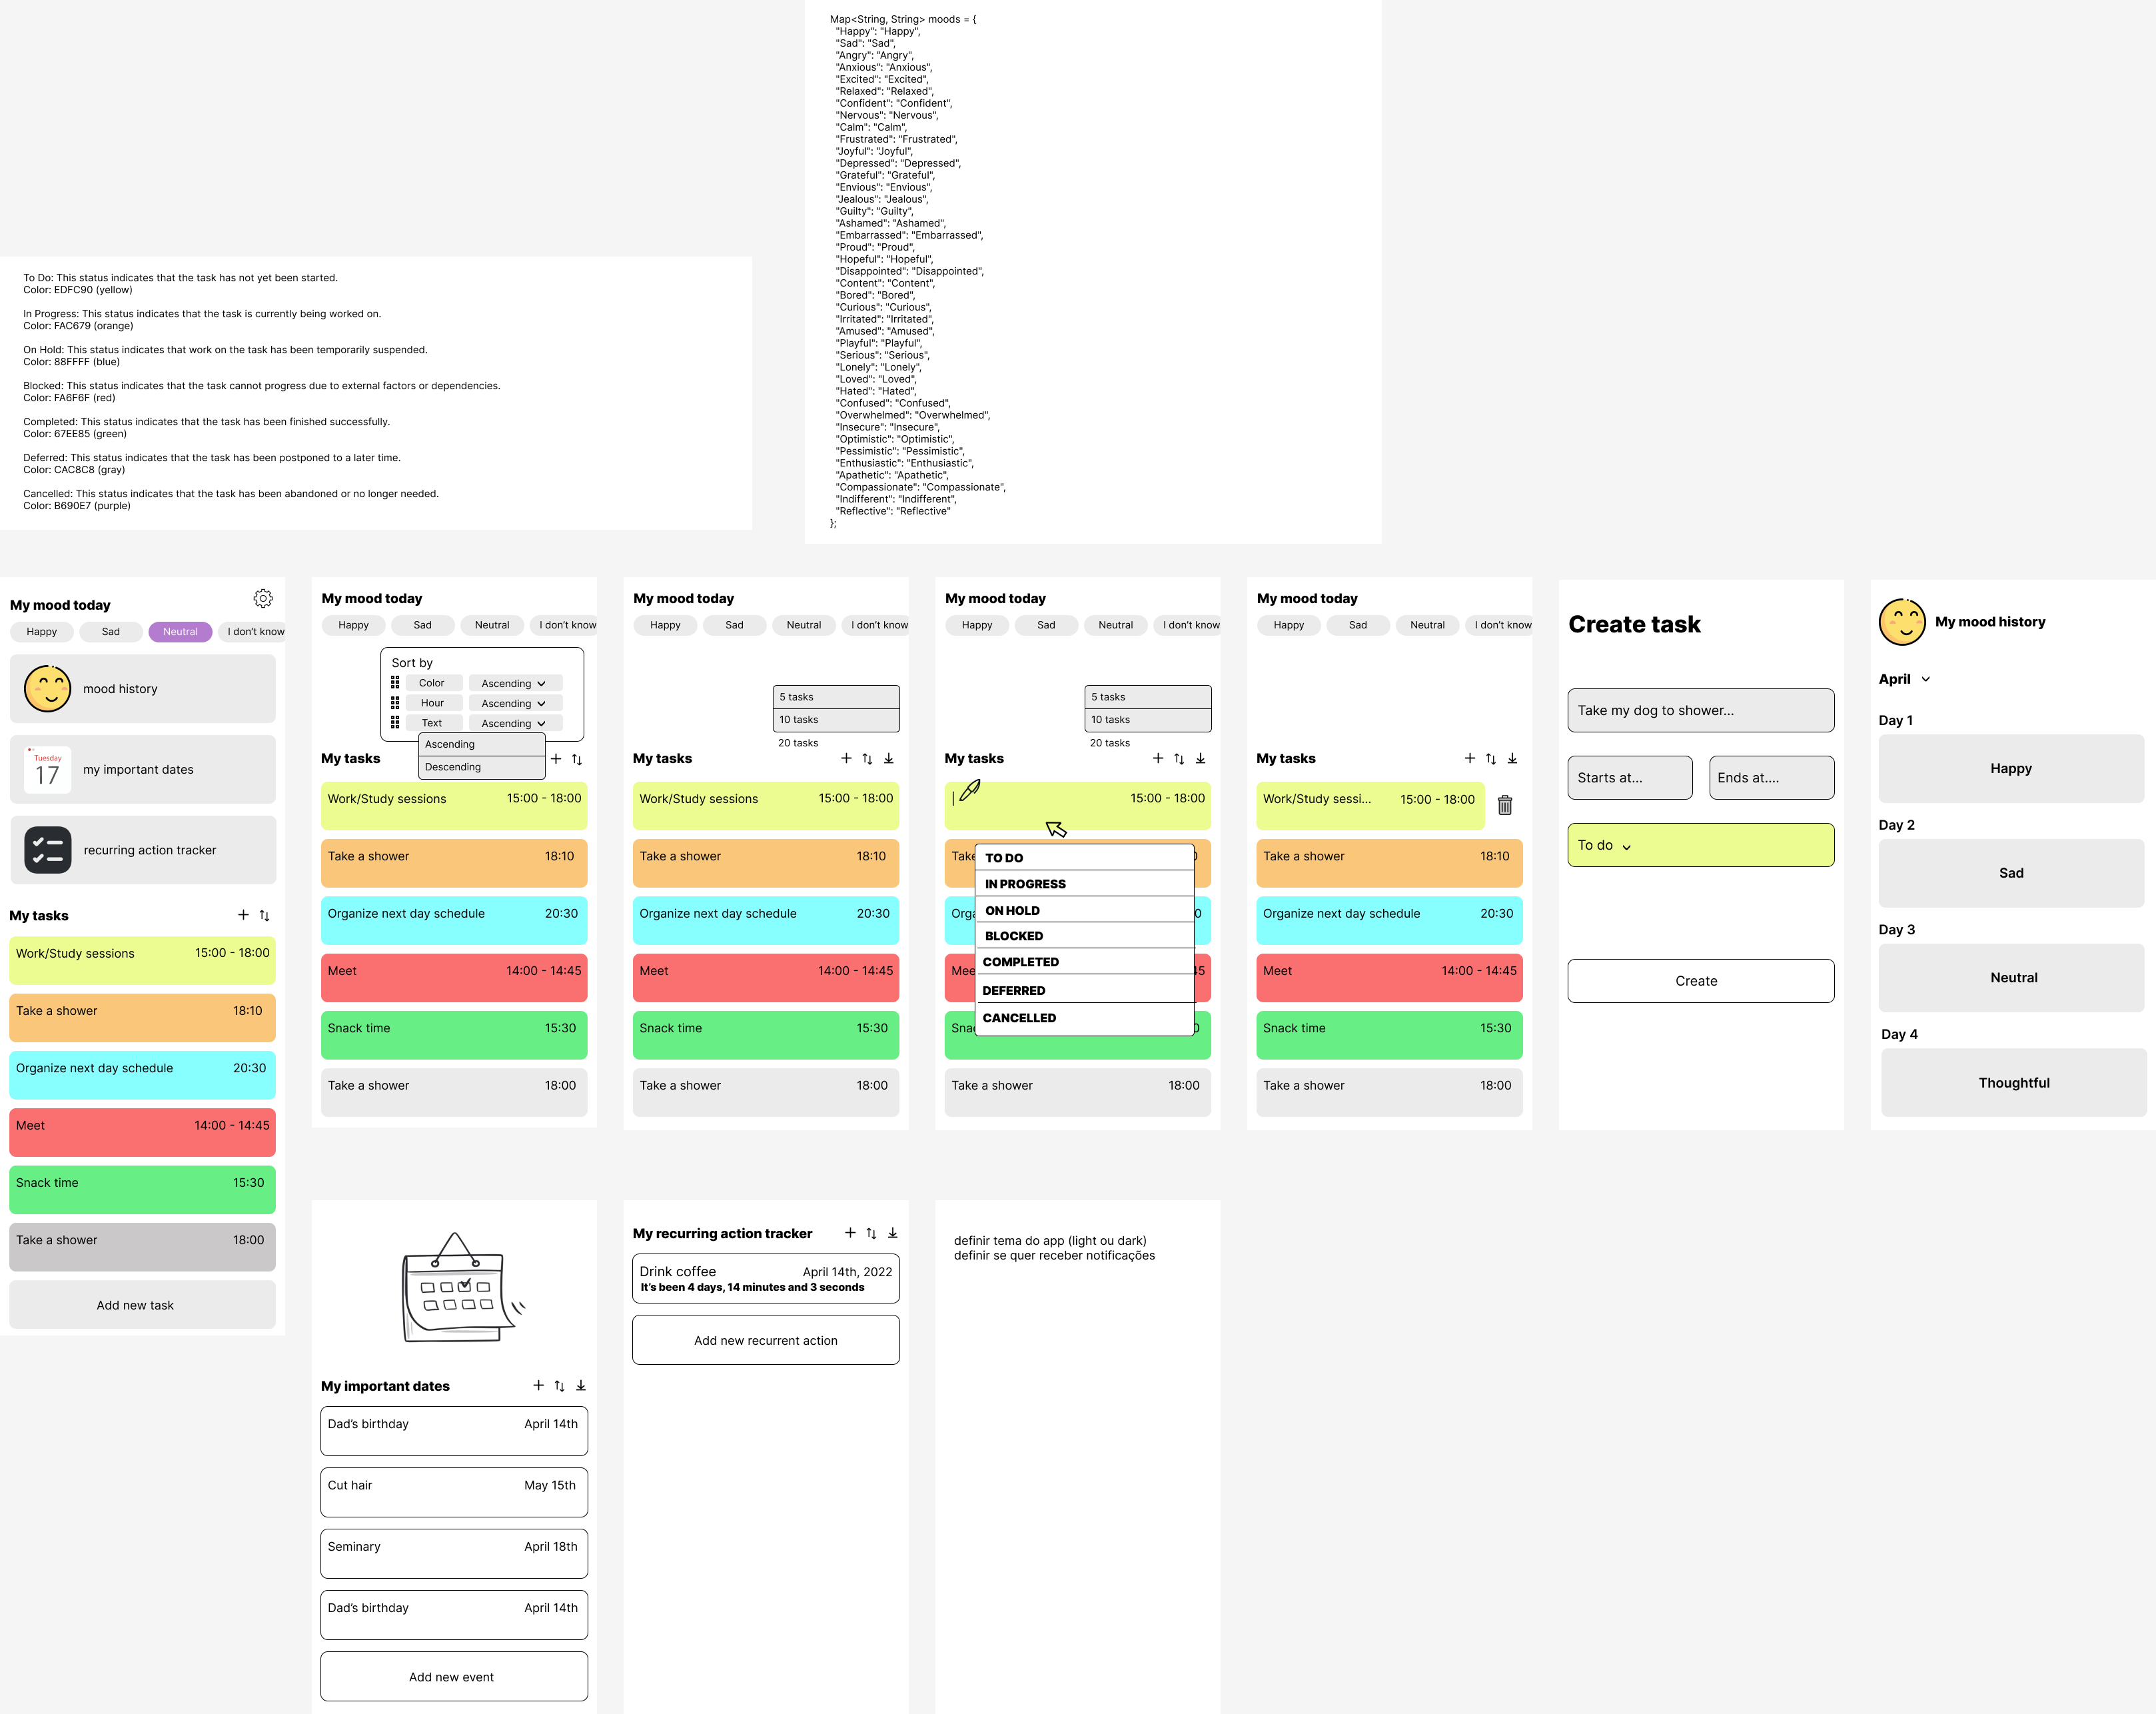 Map<String, String> moods = {
"Happy": "Happy",
"Sad": "Sad",
"Angry": "Angry",
"Anxious": "Anxious",
"Excited": "Excited",
"Relaxed": "Relaxed",
"Confident": "Confident",
"Nervous": "Nervous",
"Calm": "Calm",
"Frustrated": "Frustrated",
"Joyful": "Joyful",
"Depressed": "Depressed",
"Grateful": "Grateful",
"Envious": "Envious",
"Jealous": "Jealous",
"Guilty": "Guilty",
"Ashamed": "Ashamed",
"Embarrassed": "Embarrassed",
"Proud": "Proud",
"Hopeful": "Hopeful",
"Disappointed": "Disappointed",
"Content": "Content",
"Bored": "Bored",
"Curious": "Curious",
"Irritated": "Irritated",
"Amused": "Amused",
"Playful": "Playful",
"Serious": "Serious",
"Lonely": "Lonely",
"Loved": "Loved",
"Hated": "Hated",
"Confused": "Confused",
"Overwhelmed": "Overwhelmed",
"Insecure": "Insecure",
"Optimistic": "Optimistic",
"Pessimistic": "Pessimistic",
"Enthusiastic": "Enthusiastic",
"Apathetic": "Apathetic",
"Compassionate": "Compassionate",
"Indifferent": "Indifferent",
"Reflective": "Reflective"
};
To Do: This status indicates that the task has not yet been started.
Color: EDFC90 (yellow)
In Progress: This status indicates that the task is currently being worked on.
Color: FAC679 (orange)
On Hold: This status indicates that work on the task has been temporarily suspended.
Color: 88FFFF (blue)
Blocked: This status indicates that the task cannot progress due to external factors or dependencies.
Color: FA6F6F (red)
Completed: This status indicates that the task has been finished successfully.
Color: 67EE85 (green)
Deferred: This status indicates that the task has been postponed to a later time.
Color: CAC8C8 (gray)
Cancelled: This status indicates that the task has been abandoned or no longer needed.
Color: B690E7 (purple)
My mood today
Happy Sad Neutral I don't know
mood history
Tuesday
17
my important dates
recurring action tracker
My tasks
Work/Study sessions 15:00 - 18:00
Take a shower 18:10
Organize next day schedule 20:30
Meet 14:00 - 14:45
Snack time 15:30
Take a shower 18:00
Add new task
My mood today
Happy Sad Neutral I don't know
Sort by
Color Ascending
Hour Ascending
Text Ascending
Ascending
Descending
My tasks
Work/Study sessions 15:00 - 18:00
Take a shower 18:10
Organize next day schedule 20:30
Meet 14:00 - 14:45
Snack time 15:30
Take a shower 18:00
My mood today
Happy Sad Neutral I don't know
5 tasks
10 tasks
20 tasks
My tasks
Work/Study sessions 15:00 - 18:00
Take a shower 18:10
Organize next day schedule 20:30
Meet 14:00 - 14:45
Snack time 15:30
Take a shower 18:00
My mood today
Happy Sad Neutral I don't know
5 tasks
10 tasks
20 tasks
My tasks
15:00 - 18:00
TO DO
IN PROGRESS
ON HOLD
BLOCKED
COMPLETED
DEFERRED
CANCELLED
Take a shower 18:00
My mood today
Happy Sad Neutral I don't know
My tasks
Work/Study sessi... 15:00 - 18:00
Take a shower 18:10
Organize next day schedule 20:30
Meet 14:00 - 14:45
Snack time 15:30
Take a shower 18:00
Create task
Take my dog to shower...
Starts at... Ends at....
To do
Create
My mood history
April
Day 1
Happy
Day 2
Sad
Day 3
Neutral
Day 4
Thoughtful
My important dates
Dad's birthday April 14th
Cut hair May 15th
Seminary April 18th
Dad's birthday April 14th
Add new event
My recurring action tracker
Drink coffee April 14th, 2022
It's been 4 days, 14 minutes and 3 seconds
Add new recurrent action
definir tema do app (light ou dark)
definir se quer receber notificações